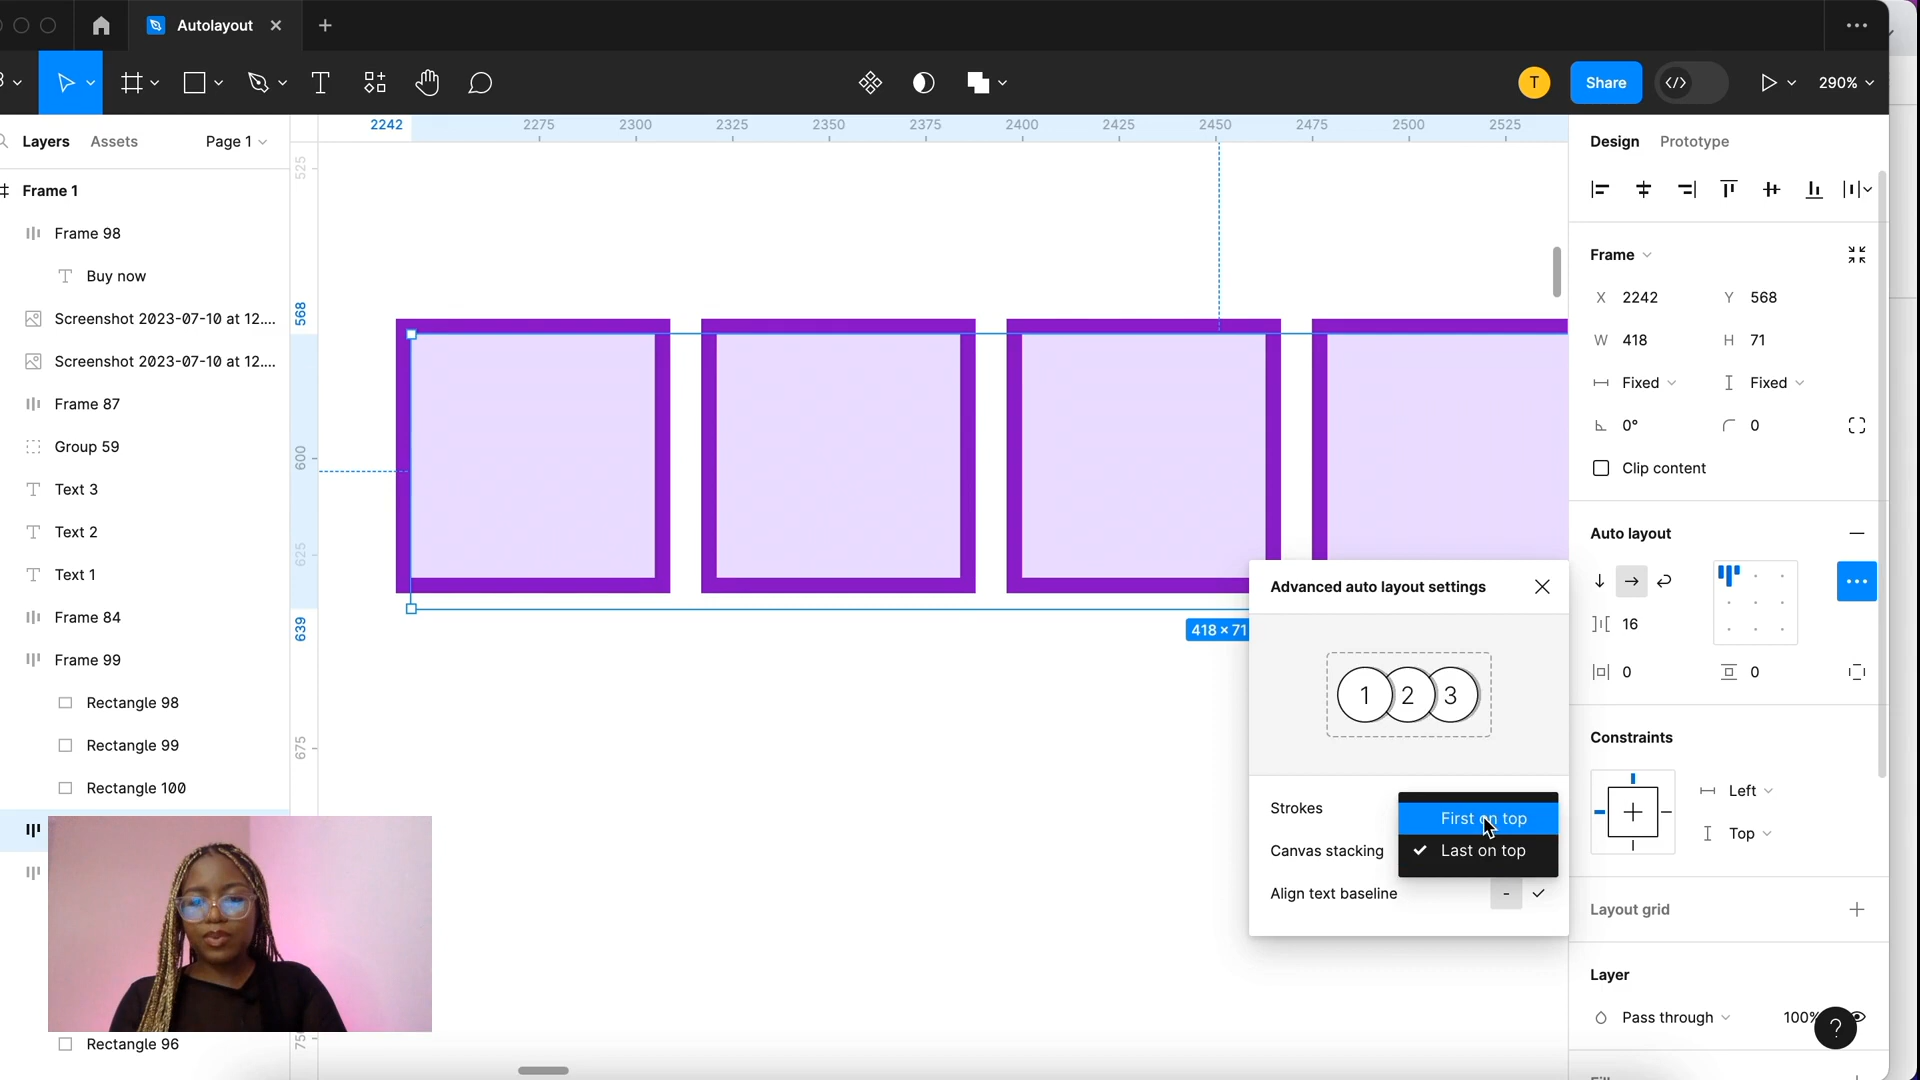 Autolayout
T
Share
290%
Layers
Assets
Page 1
2242
2275
2300
2325
2350
2375
2400
2425
2450
2475
2500
2525
Design
Prototype
525
568
600
625
639
675
Frame 1
Frame 98
Buy now
Screenshot 2023-07-10 at 12....
Screenshot 2023-07-10 at 12....
Frame 87
Group 59
Text 3
Text 2
Text 1
Frame 84
Frame 99
Rectangle 98
Rectangle 99
Rectangle 100
Rectangle 96
418 × 71
Advanced auto layout settings
1 2 3
Strokes
First on top
Canvas stacking
Last on top
Align text baseline
-
Frame
X 2242
Y 568
W 418
H 71
Fixed
Fixed
0°
0
Clip content
Auto layout
16
0
0
Constraints
Left
Top
Layout grid
Layer
Pass through
100%
?